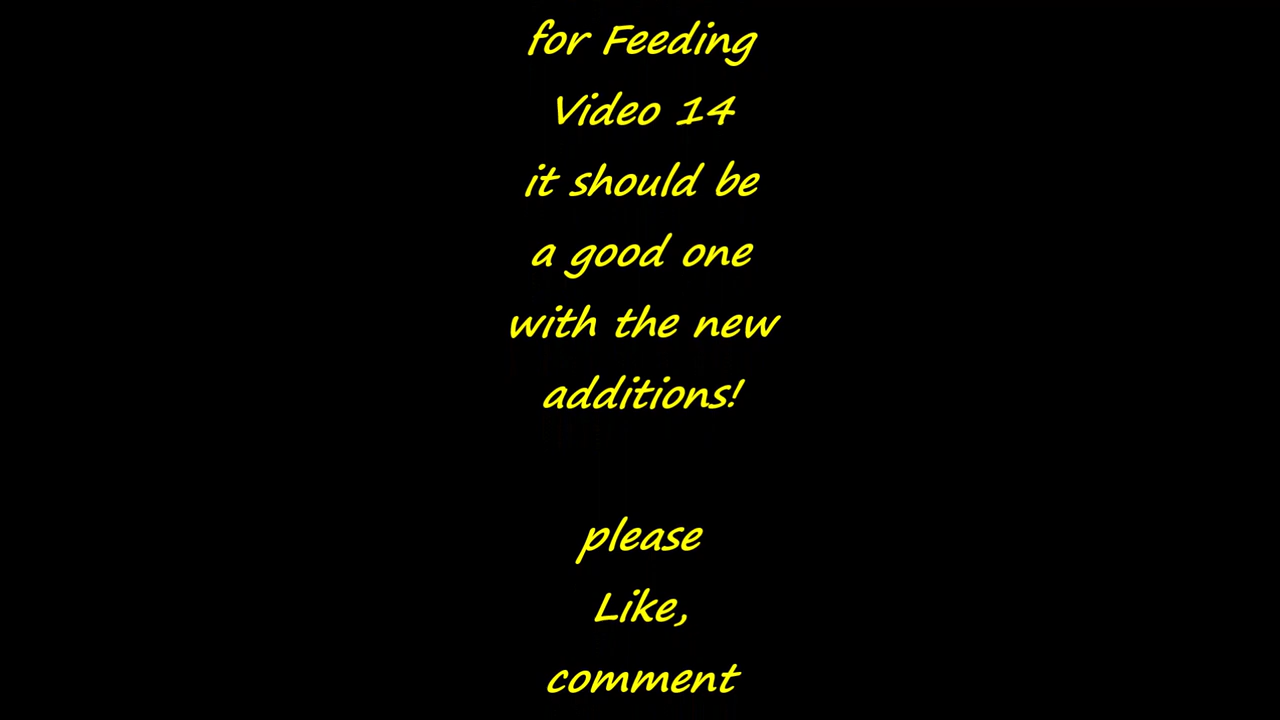 for Feeding
Video 14
it should be
a good one
with the new
additions!
please
Like,
comment